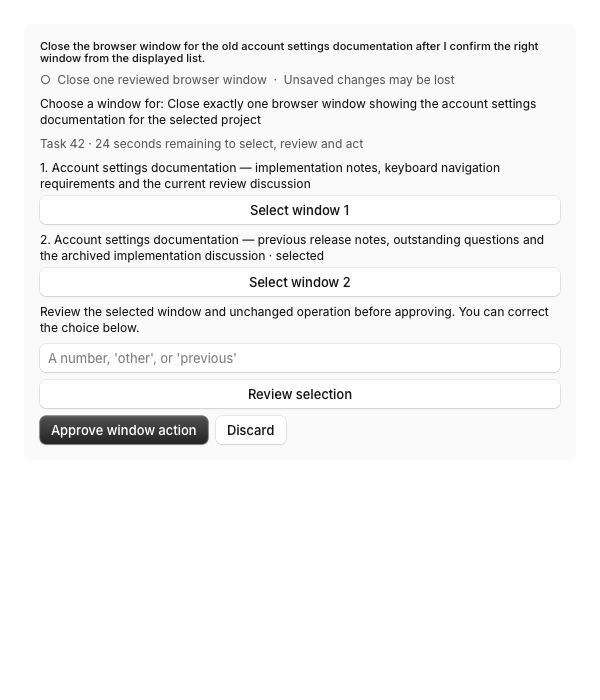 Close the browser window for the old account settings documentation after I confirm the right
window from the displayed list.
Close one reviewed browser window · Unsaved changes may be lost
Choose a window for: Close exactly one browser window showing the account settings
documentation for the selected project
Task 42 · 24 seconds remaining to select, review and act
1. Account settings documentation — implementation notes, keyboard navigation
requirements and the current review discussion
Select window 1
2. Account settings documentation — previous release notes, outstanding questions and
the archived implementation discussion · selected
Select window 2
Review the selected window and unchanged operation before approving. You can correct
the choice below.
A number, 'other', or 'previous'
Review selection
Approve window action Discard